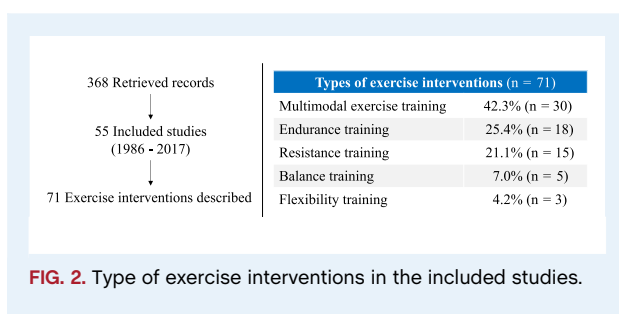 368 Retrieved records
55 Included studies
(1986 - 2017)
71 Exercise interventions described
Types of exercise interventions (n = 71)
Multimodal exercise training 42.3% (n = 30)
Endurance training 25.4% (n = 18)
Resistance training 21.1% (n = 15)
Balance training 7.0% (n = 5)
Flexibility training 4.2% (n = 3)
FIG. 2. Type of exercise interventions in the included studies.